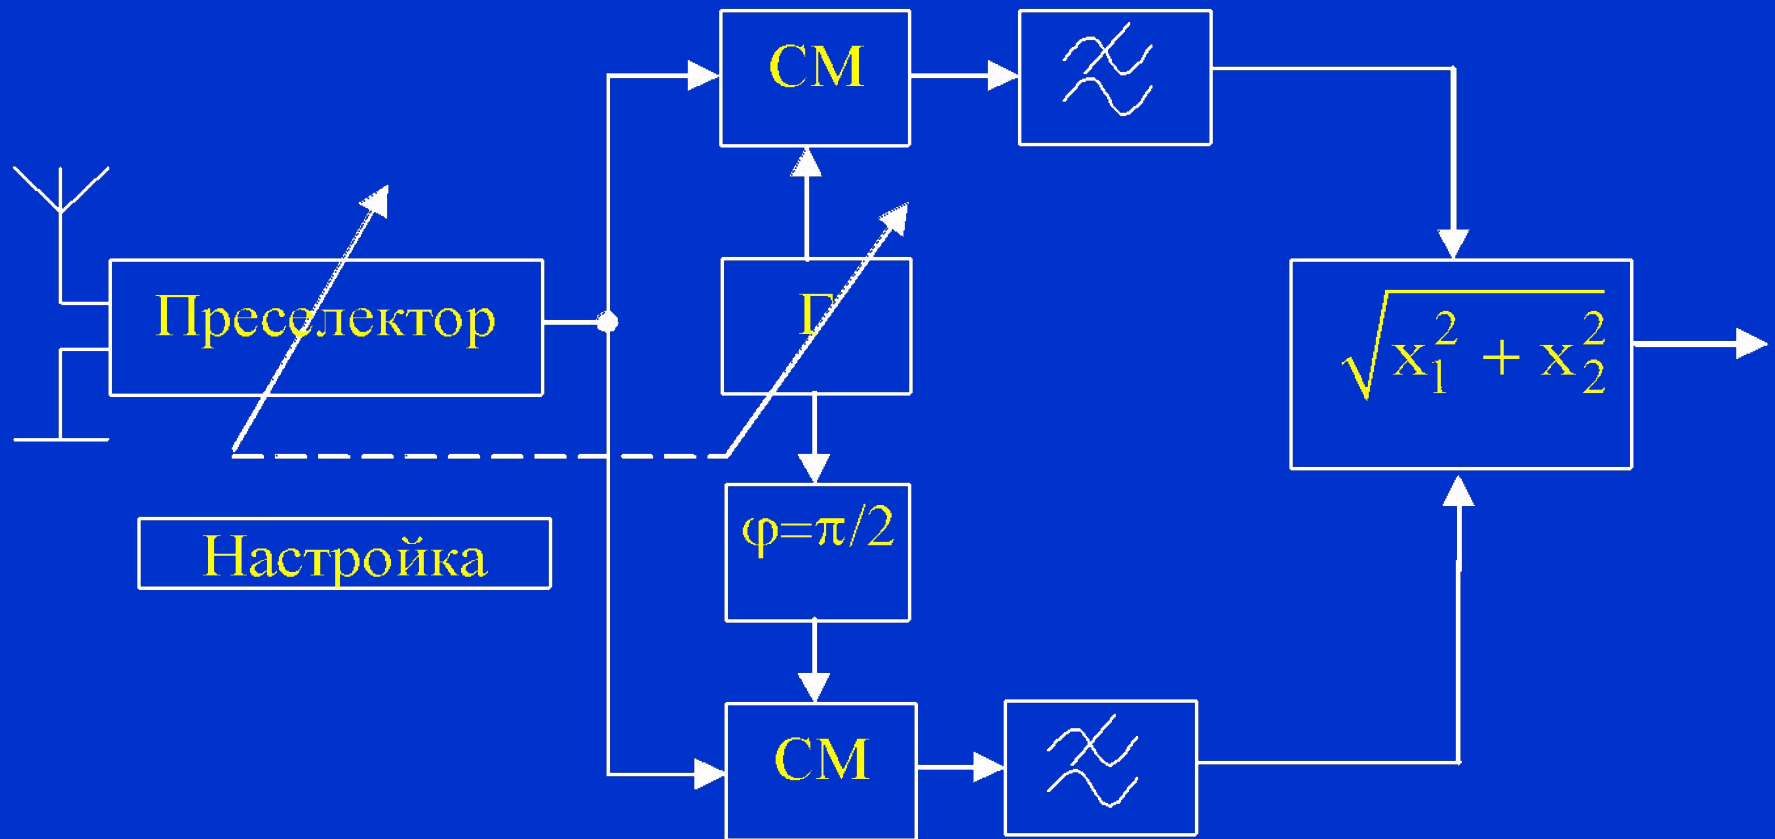 СМ
Преселектор
Г
√x₁² + x₂²
φ=π/2
Настройка
СМ